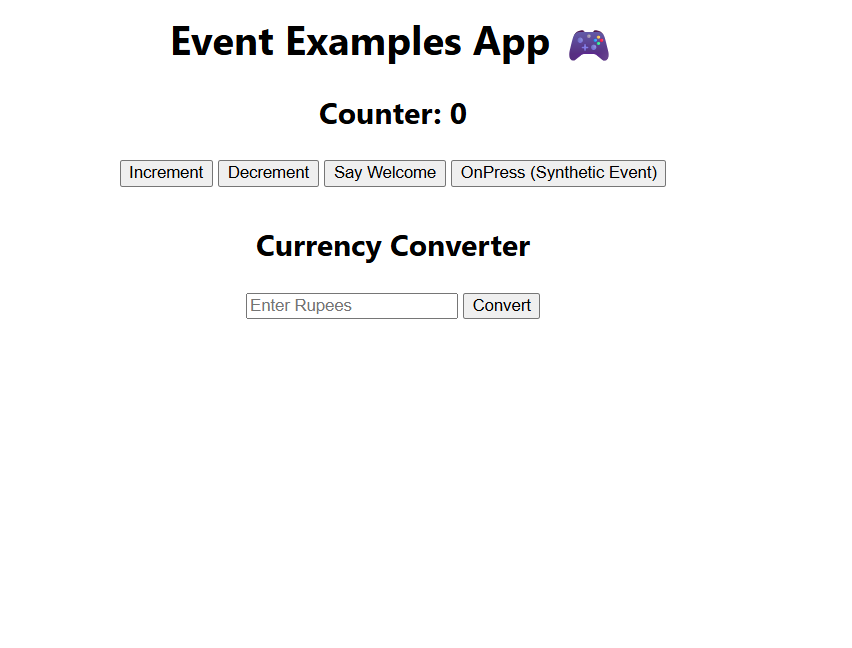 Event Examples App 🎮
Counter: 0
Increment Decrement Say Welcome OnPress (Synthetic Event)
Currency Converter
Enter Rupees Convert